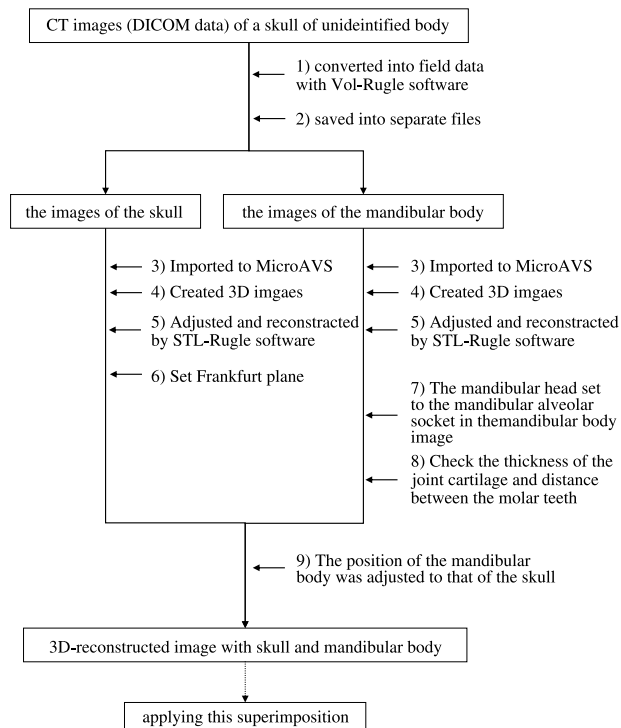 CT images (DICOM data) of a skull of unideintified body
1) converted into field data
with Vol-Rugle software
2) saved into separate files
the images of the skull
the images of the mandibular body
3) Imported to MicroAVS
4) Created 3D imgaes
5) Adjusted and reconstracted
by STL-Rugle software
6) Set Frankfurt plane
3) Imported to MicroAVS
4) Created 3D imgaes
5) Adjusted and reconstracted
by STL-Rugle software
7) The mandibular head set
to the mandibular alveolar
socket in themandibular body
image
8) Check the thickness of the
joint cartilage and distance
between the molar teeth
9) The position of the mandibular
body was adjusted to that of the skull
3D-reconstructed image with skull and mandibular body
applying this superimposition